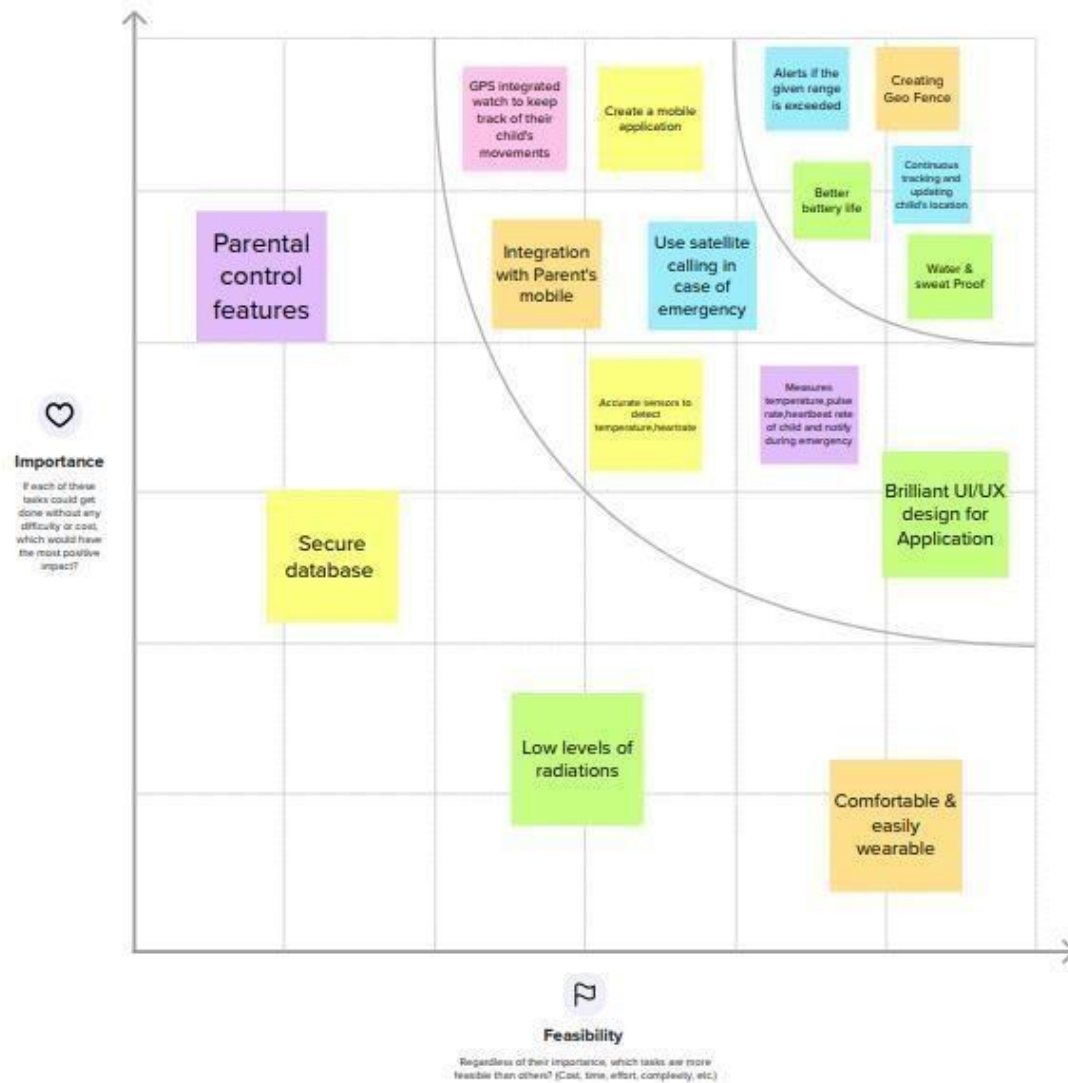 GPS integrated
watch to keep
track of their
child's
movements
Create a mobile
application
Alerts if the
given range
is exceeded
Creating
Geo Fence
Better
battery life
Continuous
tracking and
updating
child's location
Parental
control
features
Integration
with Parent's
mobile
Use satellite
calling in
case of
emergency
Water &
sweat Proof
Accurate sensors to
detect
temperature,heartrate
Measures
temperature,pulse
rate,heartbeat rate
of child and notify
during emergency
Importance
If each of these
tasks could get
done without any
difficulty or cost,
which would have
the most positive
impact?
Brilliant UI/UX
design for
Application
Secure
database
Low levels of
radiations
Comfortable &
easily
wearable
Feasibility
Regardless of their importance, which tasks are more
feasible than others? (Cost, time, effort, complexity, etc.)